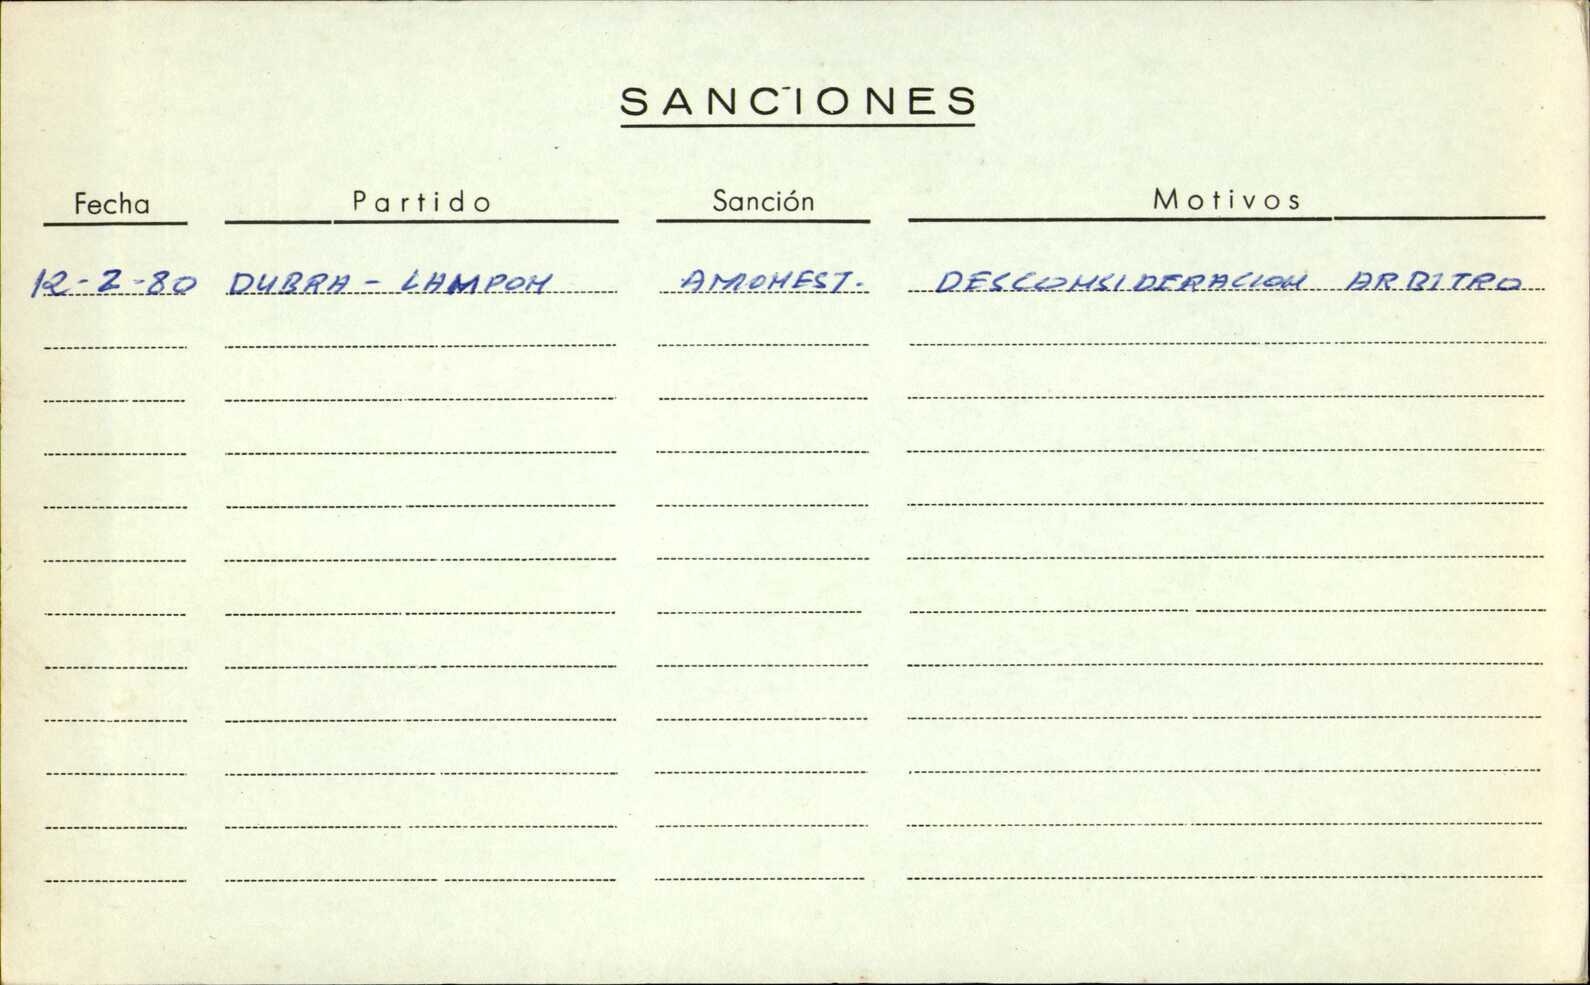 SANCIONES
Fecha Partido Sanción Motivos
12-2-80 DUBRA - LAMPON AMONEST. DESCONSIDERACION ARBITRO